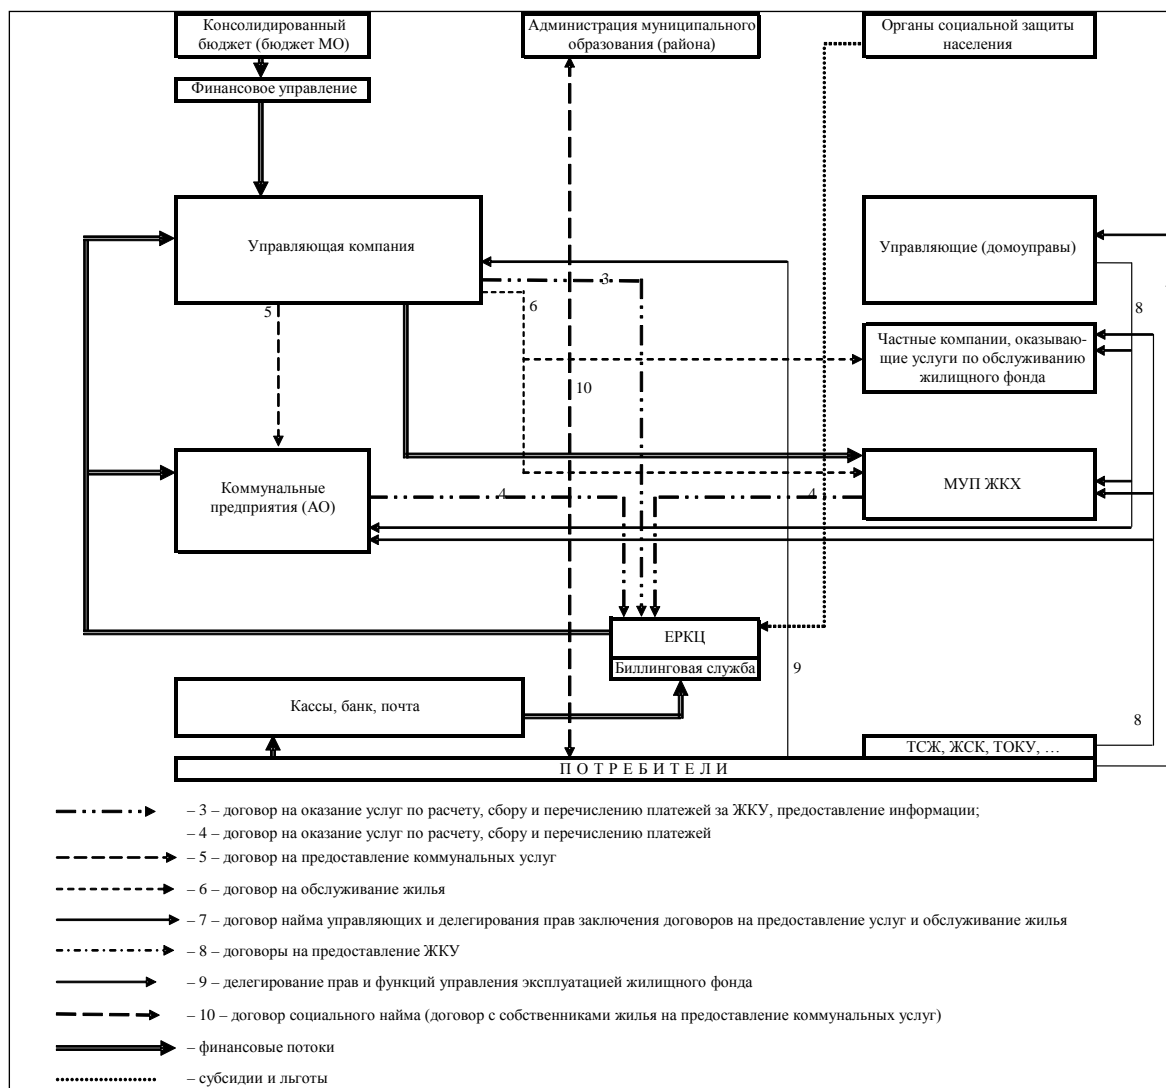 Консолидированный
бюджет (бюджет МО)
Администрация муниципального
образования (района)
Органы социальной защиты
населения
Финансовое управление
Управляющая компания
Управляющие (домоуправы)
3
6
5
8
Частные компании, оказываю-
щие услуги по обслуживанию
жилищного фонда
10
Коммунальные
предприятия (АО)
4
4
МУП ЖКХ
ЕРКЦ
Биллинговая служба
9
Кассы, банк, почта
8
ТСЖ, ЖСК, ТОКУ, …
ПОТРЕБИТЕЛИ
– 3 – договор на оказание услуг по расчету, сбору и перечислению платежей за ЖКУ, предоставление информации;
– 4 – договор на оказание услуг по расчету, сбору и перечислению платежей
– 5 – договор на предоставление коммунальных услуг
– 6 – договор на обслуживание жилья
– 7 – договор найма управляющих и делегирования прав заключения договоров на предоставление услуг и обслуживание жилья
– 8 – договоры на предоставление ЖКУ
– 9 – делегирование прав и функций управления эксплуатацией жилищного фонда
– 10 – договор социального найма (договор с собственниками жилья на предоставление коммунальных услуг)
– финансовые потоки
– субсидии и льготы